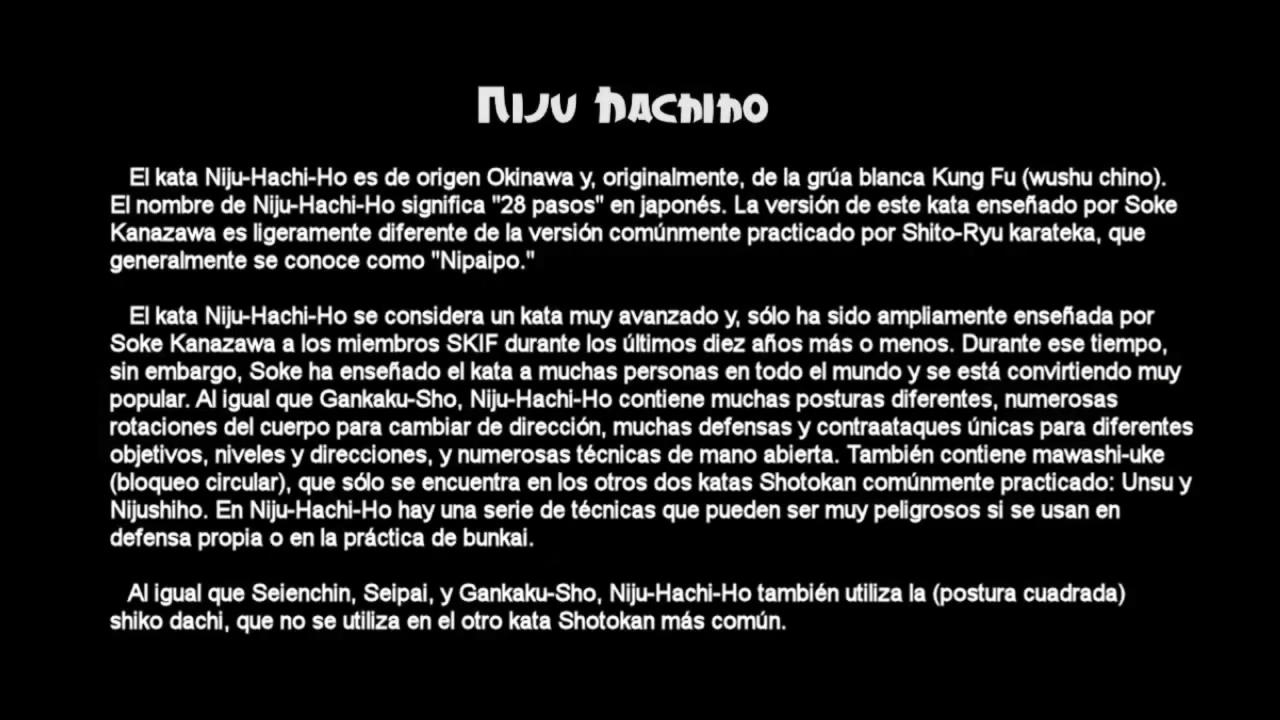 Niju Hachiho
El kata Niju-Hachi-Ho es de origen Okinawa y, originalmente, de la grúa blanca Kung Fu (wushu chino).
El nombre de Niju-Hachi-Ho significa "28 pasos" en japonés. La versión de este kata enseñado por Soke
Kanazawa es ligeramente diferente de la versión comúnmente practicado por Shito-Ryu karateka, que
generalmente se conoce como "Nipaipo."
El kata Niju-Hachi-Ho se considera un kata muy avanzado y, sólo ha sido ampliamente enseñada por
Soke Kanazawa a los miembros SKIF durante los últimos diez años más o menos. Durante ese tiempo,
sin embargo, Soke ha enseñado el kata a muchas personas en todo el mundo y se está convirtiendo muy
popular. Al igual que Gankaku-Sho, Niju-Hachi-Ho contiene muchas posturas diferentes, numerosas
rotaciones del cuerpo para cambiar de dirección, muchas defensas y contraataques únicas para diferentes
objetivos, niveles y direcciones, y numerosas técnicas de mano abierta. También contiene mawashi-uke
(bloqueo circular), que sólo se encuentra en los otros dos katas Shotokan comúnmente practicado: Unsu y
Nijushiho. En Niju-Hachi-Ho hay una serie de técnicas que pueden ser muy peligrosos si se usan en
defensa propia o en la práctica de bunkai.
Al igual que Seienchin, Seipai, y Gankaku-Sho, Niju-Hachi-Ho también utiliza la (postura cuadrada)
shiko dachi, que no se utiliza en el otro kata Shotokan más común.